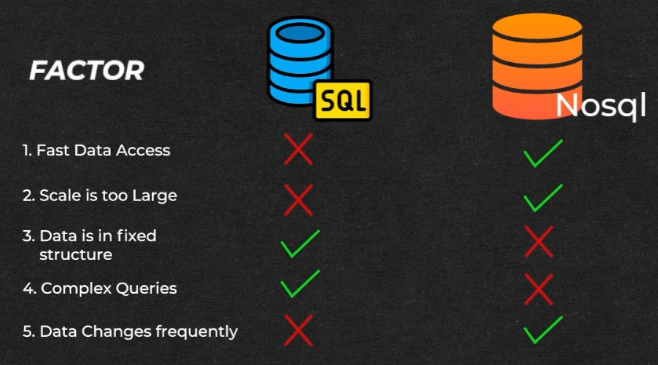 FACTOR
SQL
Nosql
1. Fast Data Access
2. Scale is too Large
3. Data is in fixed
structure
4. Complex Queries
5. Data Changes frequently